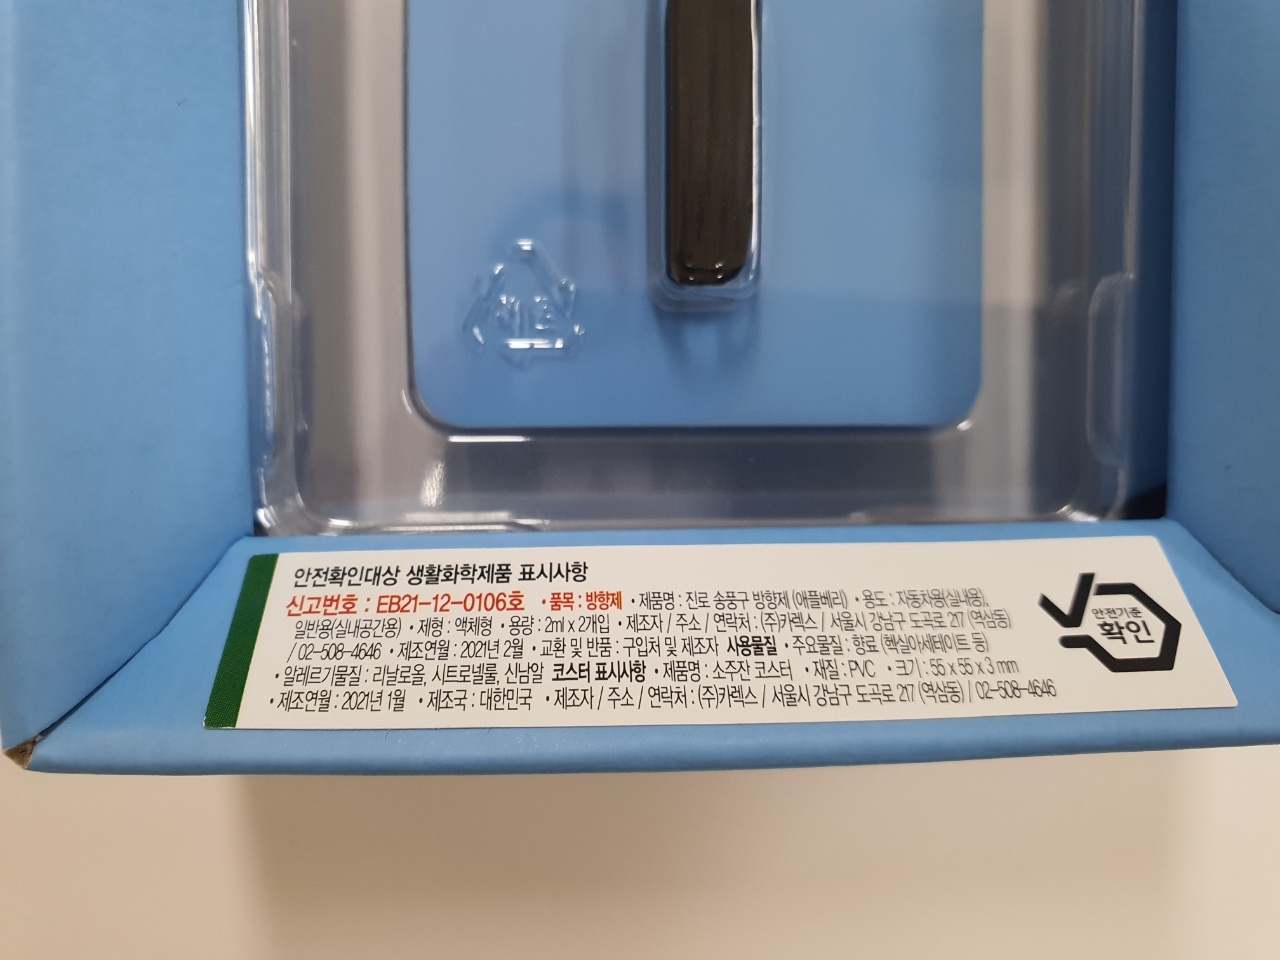 안전확인대상 생활화학제품 표시사항
신고번호 : EB21-12-0106호 •품목 : 방향제 •제품명 : 진로 송풍구 방향제 (애플베리) •용도 : 자동차용(실내용),
일반용(실내공간용) •제형 : 액체형 •용량 : 2ml x 2개입 •제조자 / 주소 / 연락처 : (주)카렉스 / 서울시 강남구 도곡로 217 (역삼동)
/ 02-508-4646 •제조연월 : 2021년 2월 •교환 및 반품 : 구입처 및 제조자 사용물질 •주요물질 : 향료 (헥실아세테이트 등)
•알레르기물질 : 리날로올, 시트로넬롤, 신남알 코스터 표시사항 •제품명 : 소주잔 코스터 •재질 : PVC •크기 : 55 x 55 x 3 mm
•제조연월 : 2021년 1월 •제조국 : 대한민국 •제조자 / 주소 / 연락처 : (주)카렉스 / 서울시 강남구 도곡로 217 (역삼동) / 02-508-4646
안전기준
확인